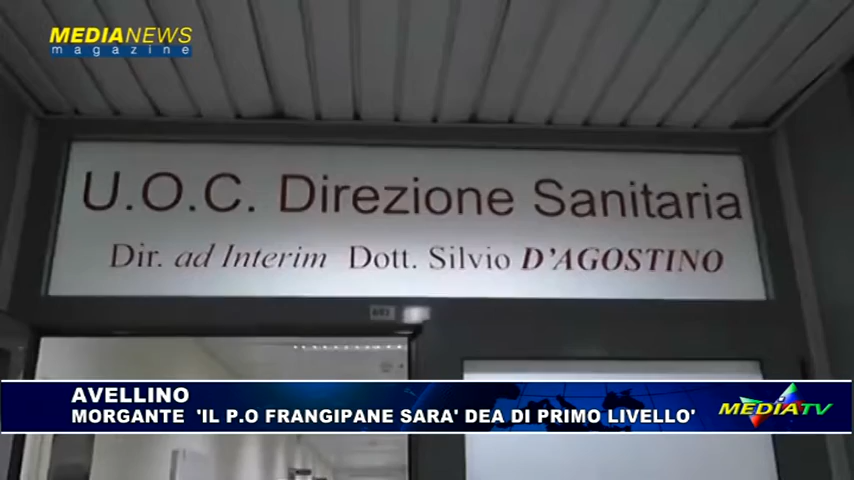 MEDIANEWS
magazine
U.O.C. Direzione Sanitaria
Dir. ad Interim Dott. Silvio D'AGOSTINO
AVELLINO
MORGANTE 'IL P.O FRANGIPANE SARA' DEA DI PRIMO LIVELLO'
MEDIATV